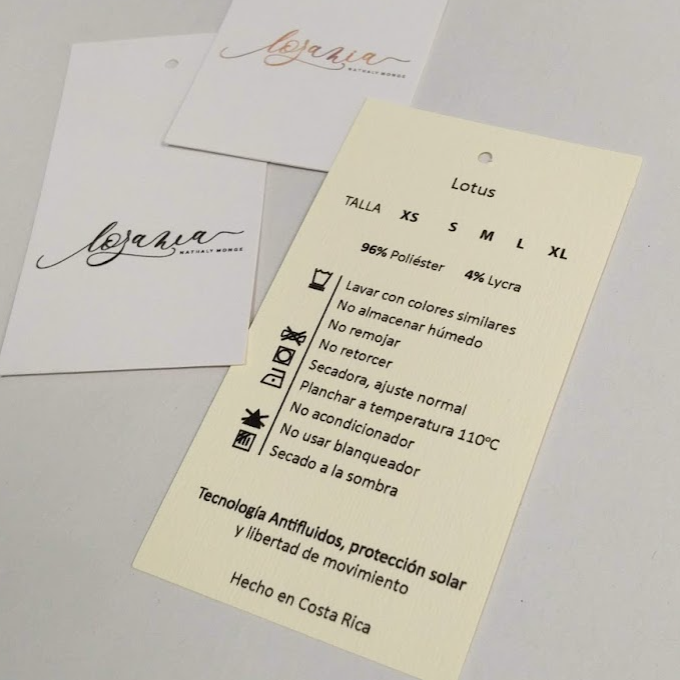 losania
NATHALY MONGE
losania
NATHALY MONGE
Lotus
TALLA XS S M L XL
96% Poliéster 4% Lycra
Lavar con colores similares
No almacenar húmedo
No remojar
No retorcer
Secadora, ajuste normal
Planchar a temperatura 110ºC
No acondicionador
No usar blanqueador
Secado a la sombra
Tecnología Antifluidos, protección solar
y libertad de movimiento
Hecho en Costa Rica